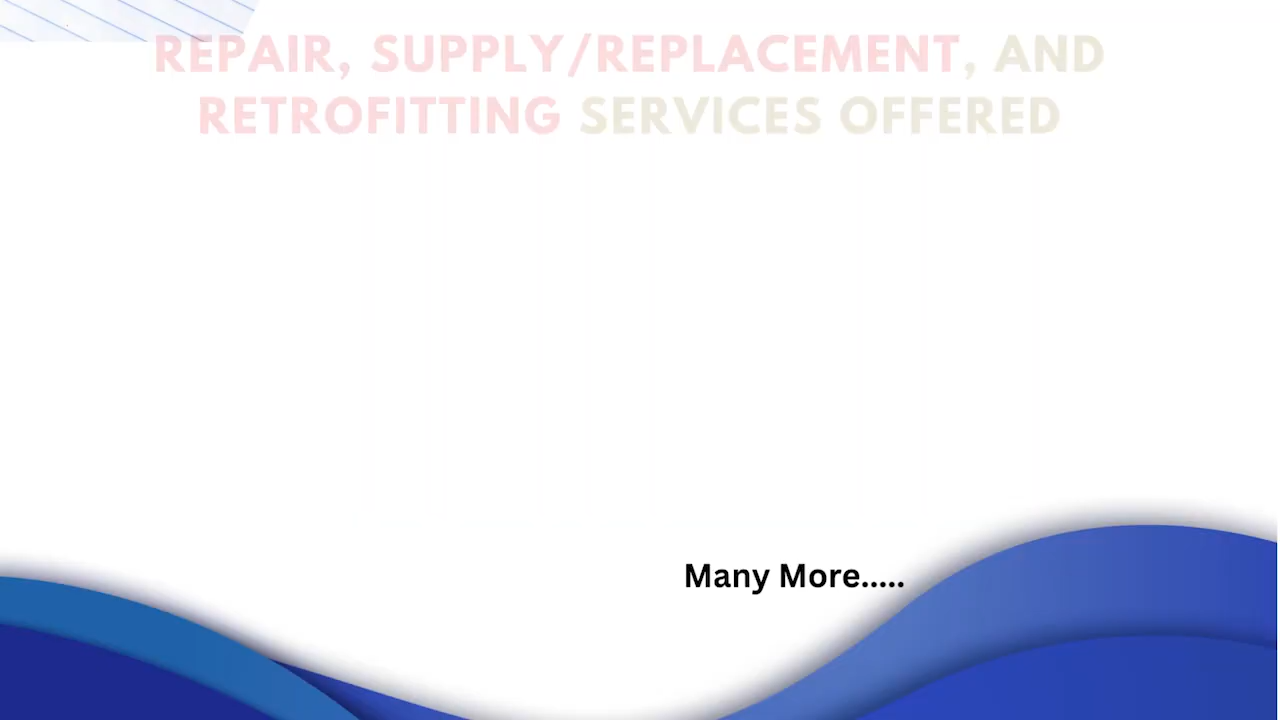 REPAIR, SUPPLY/REPLACEMENT, AND
RETROFITTING SERVICES OFFERED
Many More.....